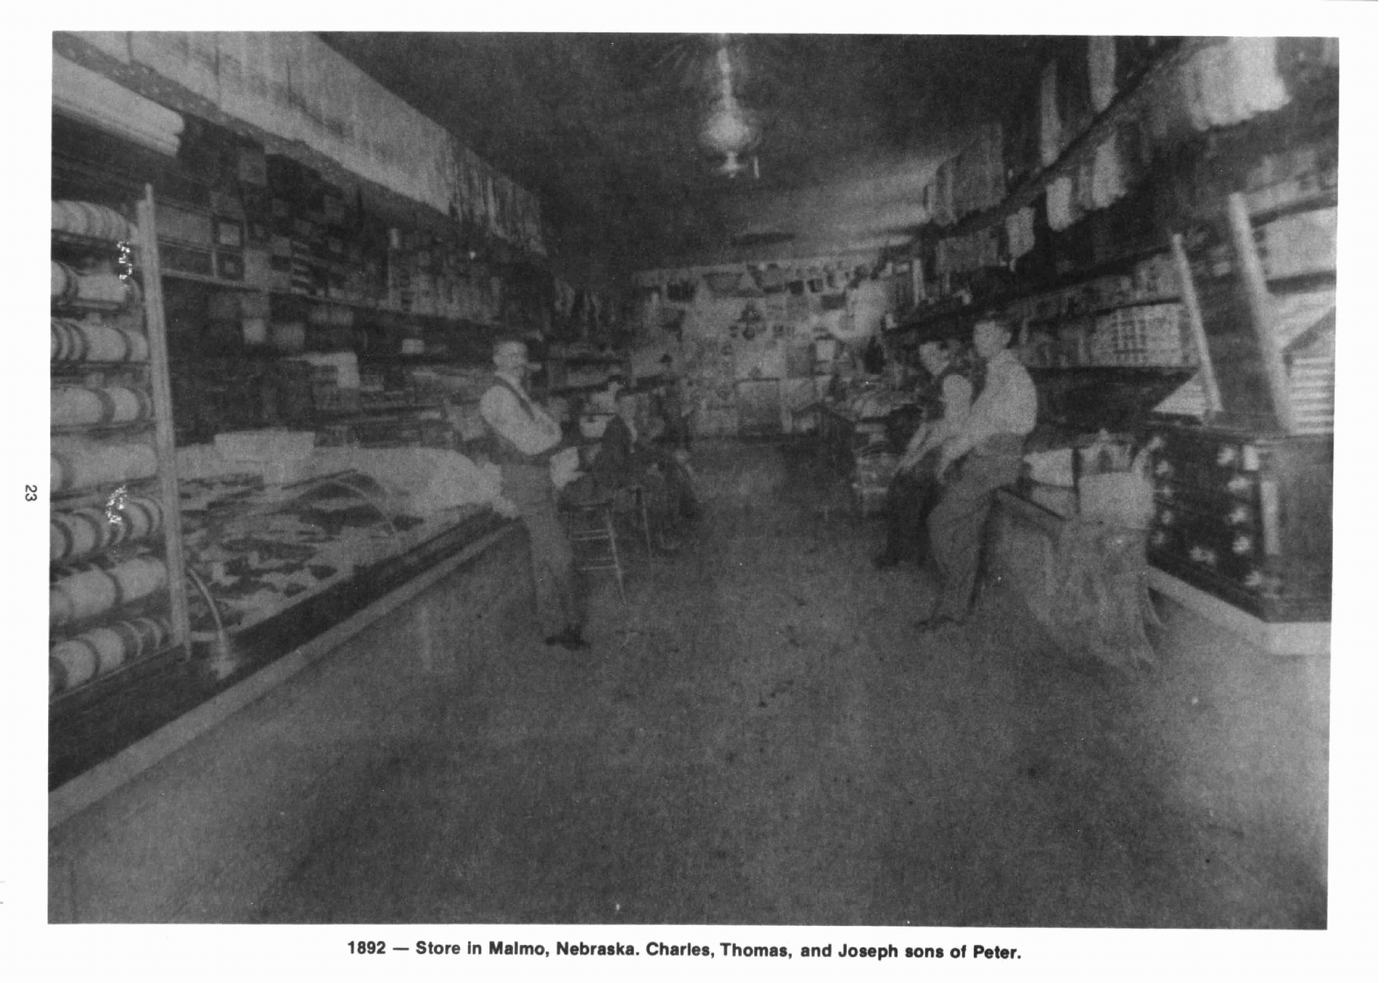 23
1892 — Store in Malmo, Nebraska. Charles, Thomas, and Joseph sons of Peter.